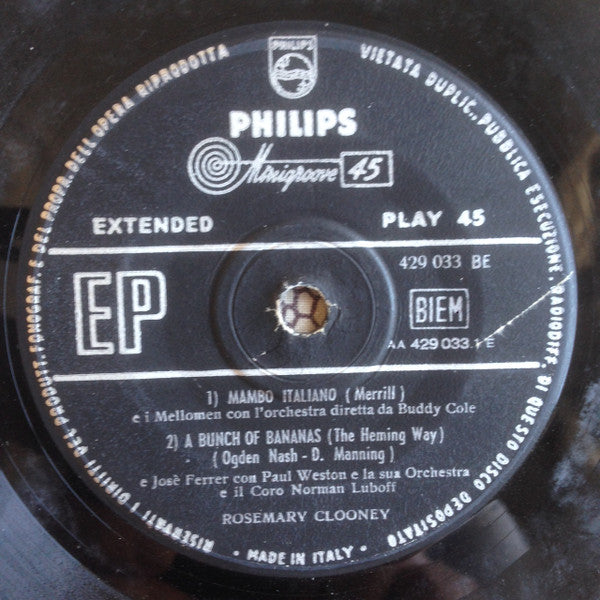 PHILIPS
PHILIPS
Minigroove 45
EXTENDED PLAY 45
429 033 BE
EP
BIEM
AA 429 033.1 E
1) MAMBO ITALIANO (Merrill)
e i Mellomen con l'orchestra diretta da Buddy Cole
2) A BUNCH OF BANANAS (The Heming Way)
(Ogden Nash - D. Manning)
e Josè Ferrer con Paul Weston e la sua Orchestra
e il Coro Norman Luboff
ROSEMARY CLOONEY
RISERVATI I DIRITTI DEL PRODUTT. FONOGRAF. E DEL PROPR. DELL'OPERA RIPRODOTTA
VIETATA DUPLIC. PUBBLICA ESECUZIONE, RADIODIFF. DI QUESTO DISCO DEPOSITATO
• MADE IN ITALY •